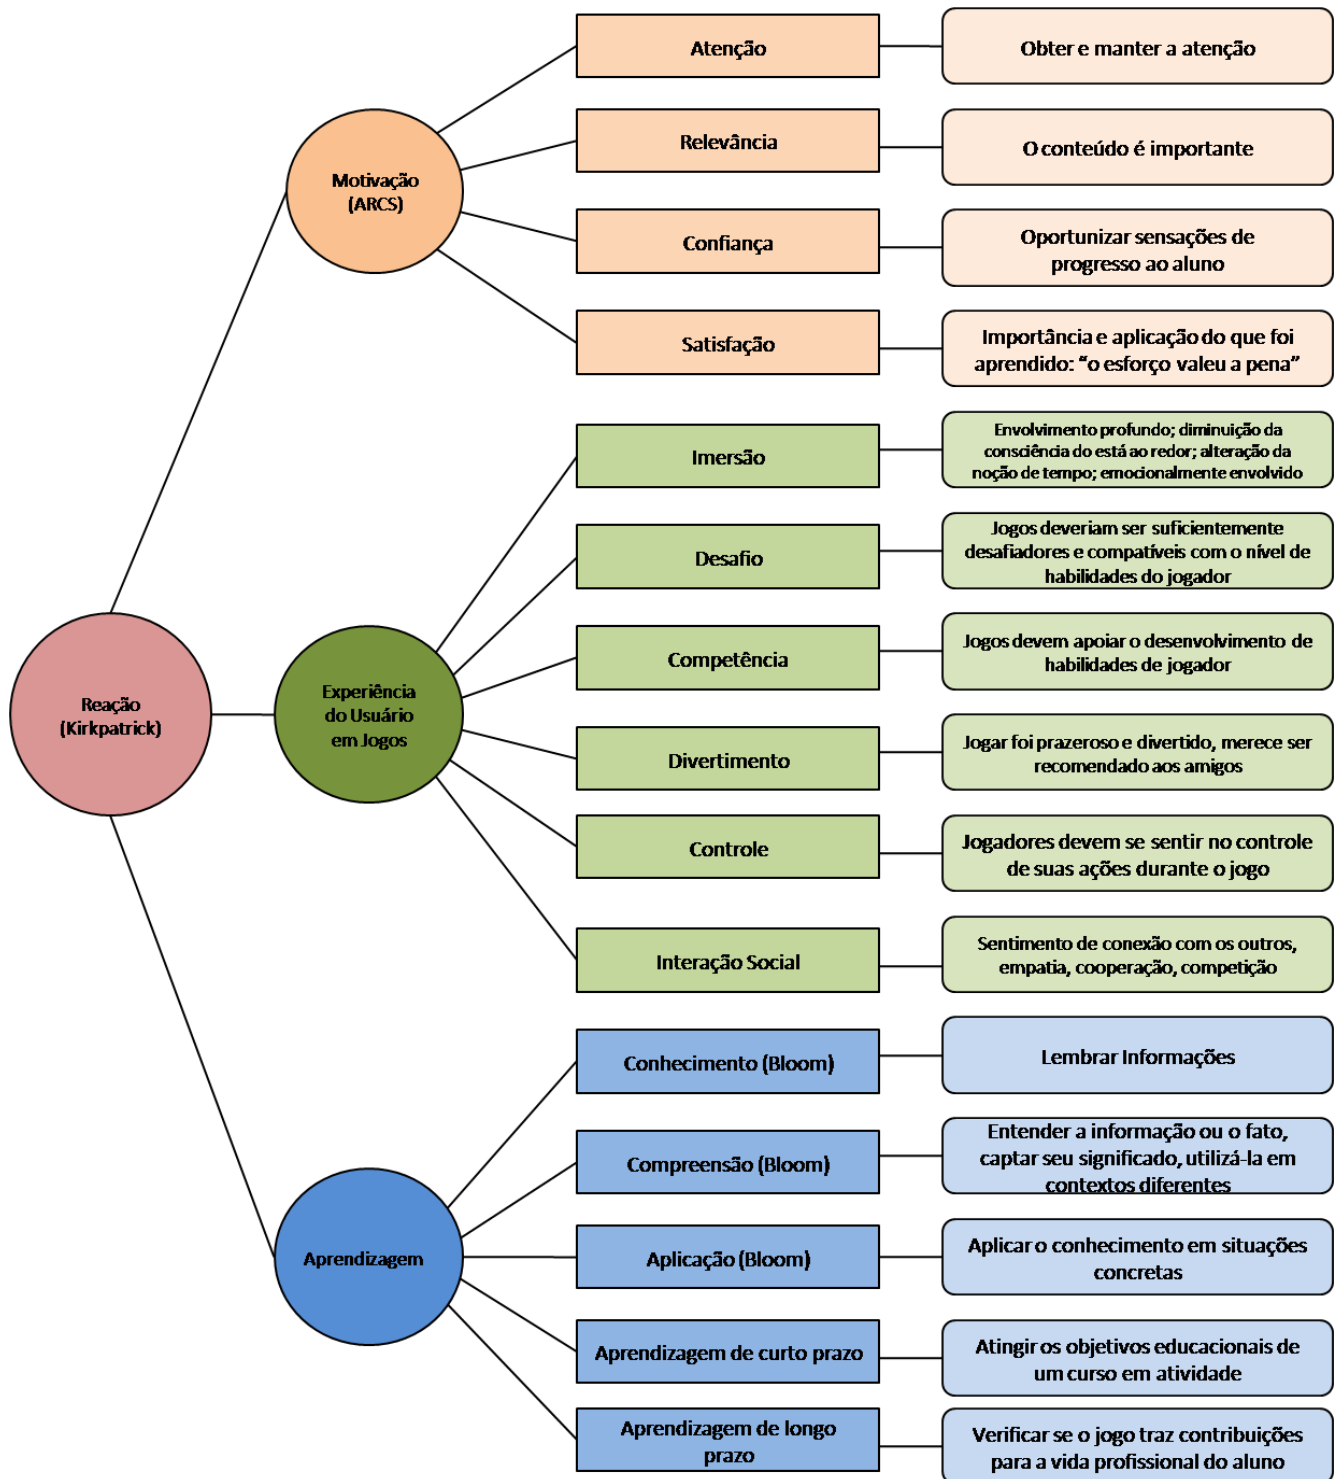 Reação
(Kirkpatrick)
Motivação
(ARCS)
Atenção
Obter e manter a atenção
Relevância
O conteúdo é importante
Confiança
Oportunizar sensações de
progresso ao aluno
Satisfação
Importância e aplicação do que foi
aprendido: “o esforço valeu a pena”
Experiência
do Usuário
em Jogos
Imersão
Envolvimento profundo; diminuição da
consciência do está ao redor; alteração da
noção de tempo; emocionalmente envolvido
Desafio
Jogos deveriam ser suficientemente
desafiadores e compatíveis com o nível de
habilidades do jogador
Competência
Jogos devem apoiar o desenvolvimento de
habilidades de jogador
Divertimento
Jogar foi prazeroso e divertido, merece ser
recomendado aos amigos
Controle
Jogadores devem se sentir no controle
de suas ações durante o jogo
Interação Social
Sentimento de conexão com os outros,
empatia, cooperação, competição
Aprendizagem
Conhecimento (Bloom)
Lembrar Informações
Compreensão (Bloom)
Entender a informação ou o fato,
captar seu significado, utilizá-la em
contextos diferentes
Aplicação (Bloom)
Aplicar o conhecimento em situações
concretas
Aprendizagem de curto prazo
Atingir os objetivos educacionais de
um curso em atividade
Aprendizagem de longo
prazo
Verificar se o jogo traz contribuições
para a vida profissional do aluno